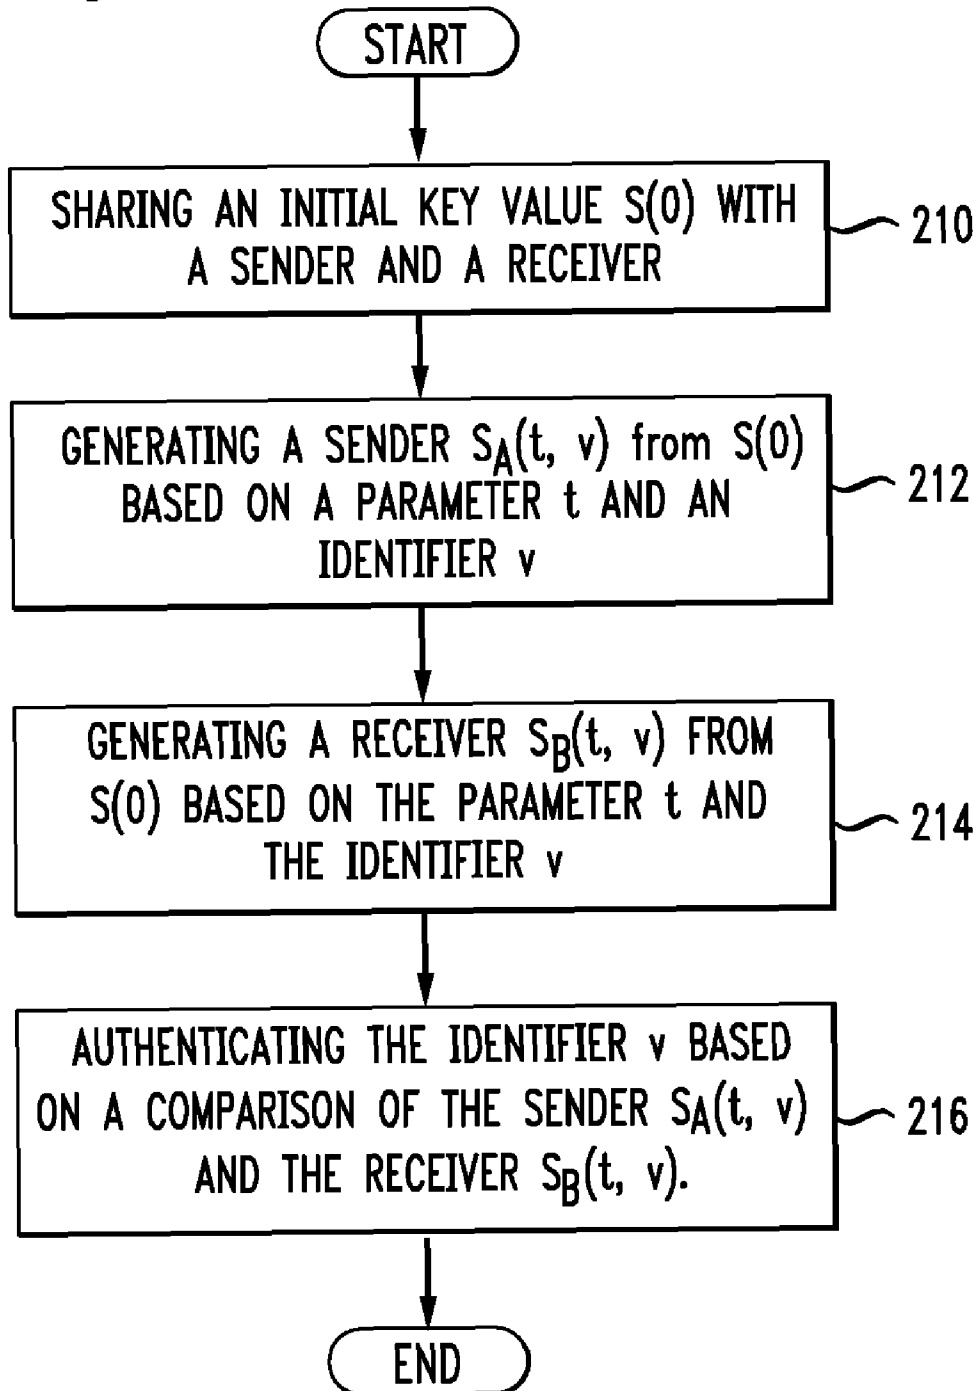 START
SHARING AN INITIAL KEY VALUE S(0) WITH
A SENDER AND A RECEIVER
210
GENERATING A SENDER SA(t, v) from S(0)
BASED ON A PARAMETER t AND AN
IDENTIFIER v
212
GENERATING A RECEIVER SB(t, v) FROM
S(0) BASED ON THE PARAMETER t AND
THE IDENTIFIER v
214
AUTHENTICATING THE IDENTIFIER v BASED
ON A COMPARISON OF THE SENDER SA(t, v)
AND THE RECEIVER SB(t, v).
216
END